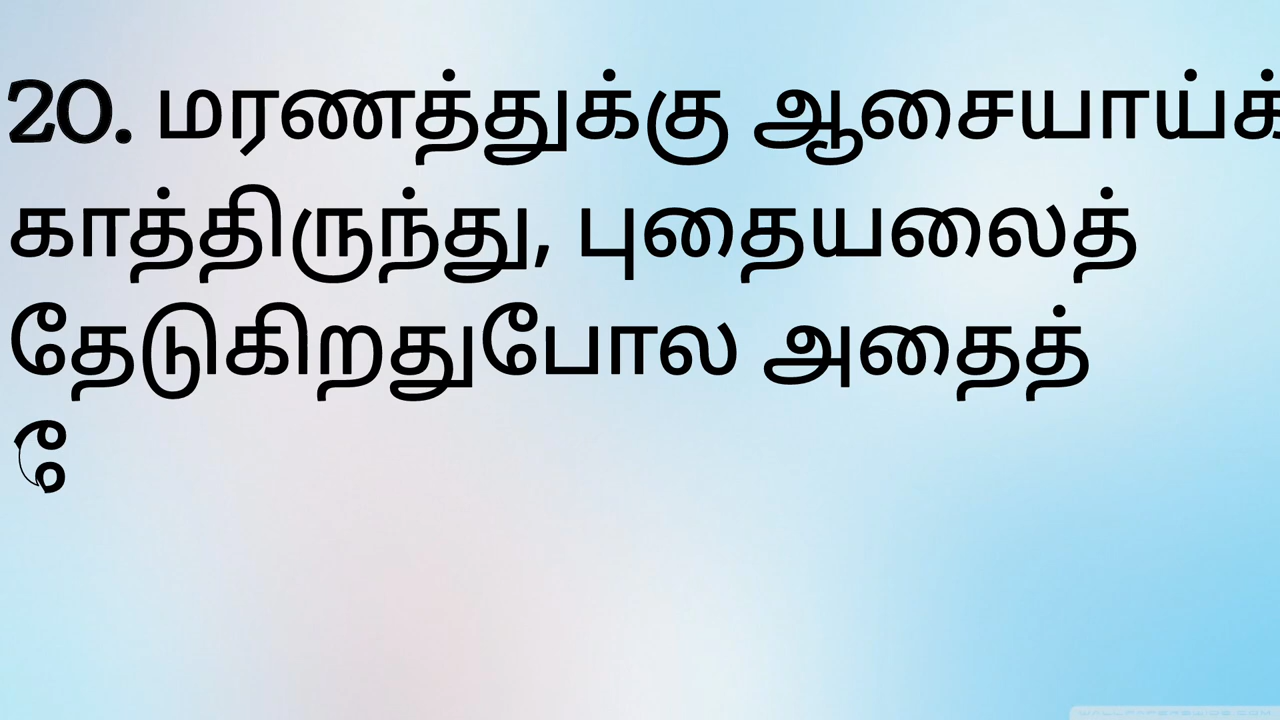 20. மரணத்துக்கு ஆசையாய்க்
காத்திருந்து, புதையலைத்
தேடுகிறதுபோல அதைத்